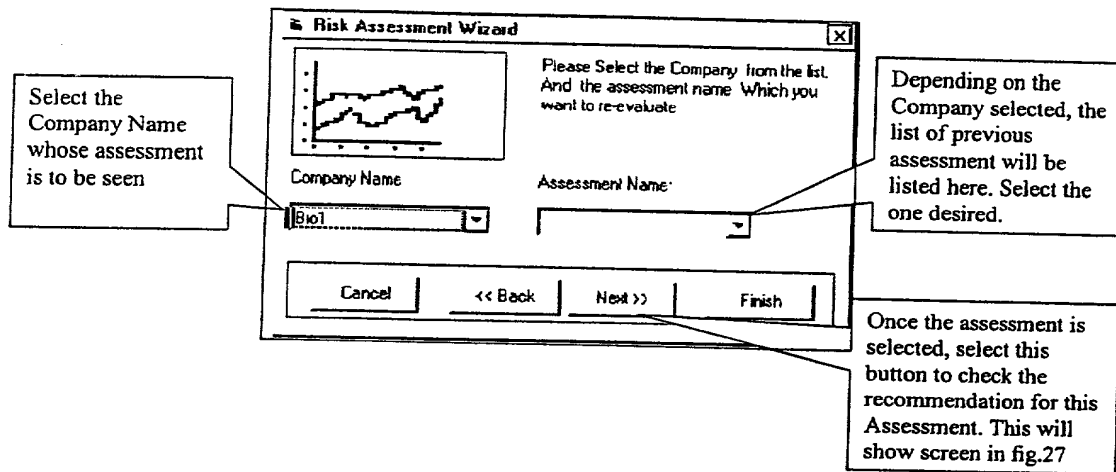 Risk Assessment Wizard
Please Select the Company from the list.
And the assessment name Which you
want to re-evaluate
Select the
Company Name
whose assessment
is to be seen
Depending on the
Company selected, the
list of previous
assessment will be
listed here. Select the
one desired.
Company Name
Assessment Name:
Bio1
Cancel
<< Back
Next >>
Finish
Once the assessment is
selected, select this
button to check the
recommendation for this
Assessment. This will
show screen in fig.27